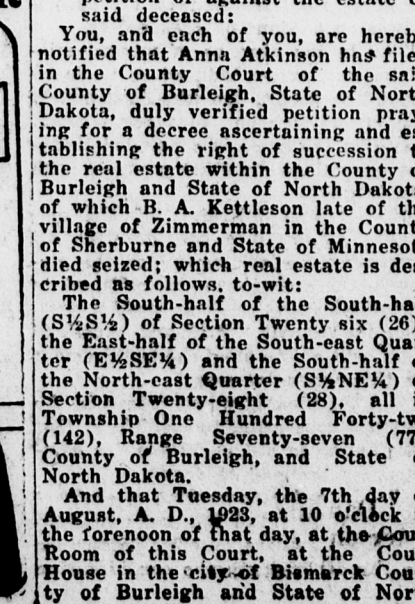 said deceased:
You, and each of you, are hereb
notified that Anna Atkinson has file
in the County Court of the sai
County of Burleigh, State of Nort
Dakota, duly verified petition pray
ing for a decree ascertaining and es
tablishing the right of succession t
the real estate within the County o
Burleigh and State of North Dakot
of which B. A. Kettleson late of th
village of Zimmerman in the Count
of Sherburne and State of Minnesot
died seized; which real estate is des
cribed as follows, to-wit:
The South-half of the South-ha
(S½S½) of Section Twenty six (26)
the East-half of the South-east Qua
ter (E½SE¼) and the South-half o
the North-east Quarter (S½NE¼) o
Section Twenty-eight (28), all i
Township One Hundred Forty-tw
(142), Range Seventy-seven (77
County of Burleigh, and State o
North Dakota.
And that Tuesday, the 7th day
August, A. D., 1923, at 10 o'clock
the forenoon of that day, at the Cou
Room of this Court, at the Cou
House in the city of Bismarck Cou
ty of Burleigh and State of Nor